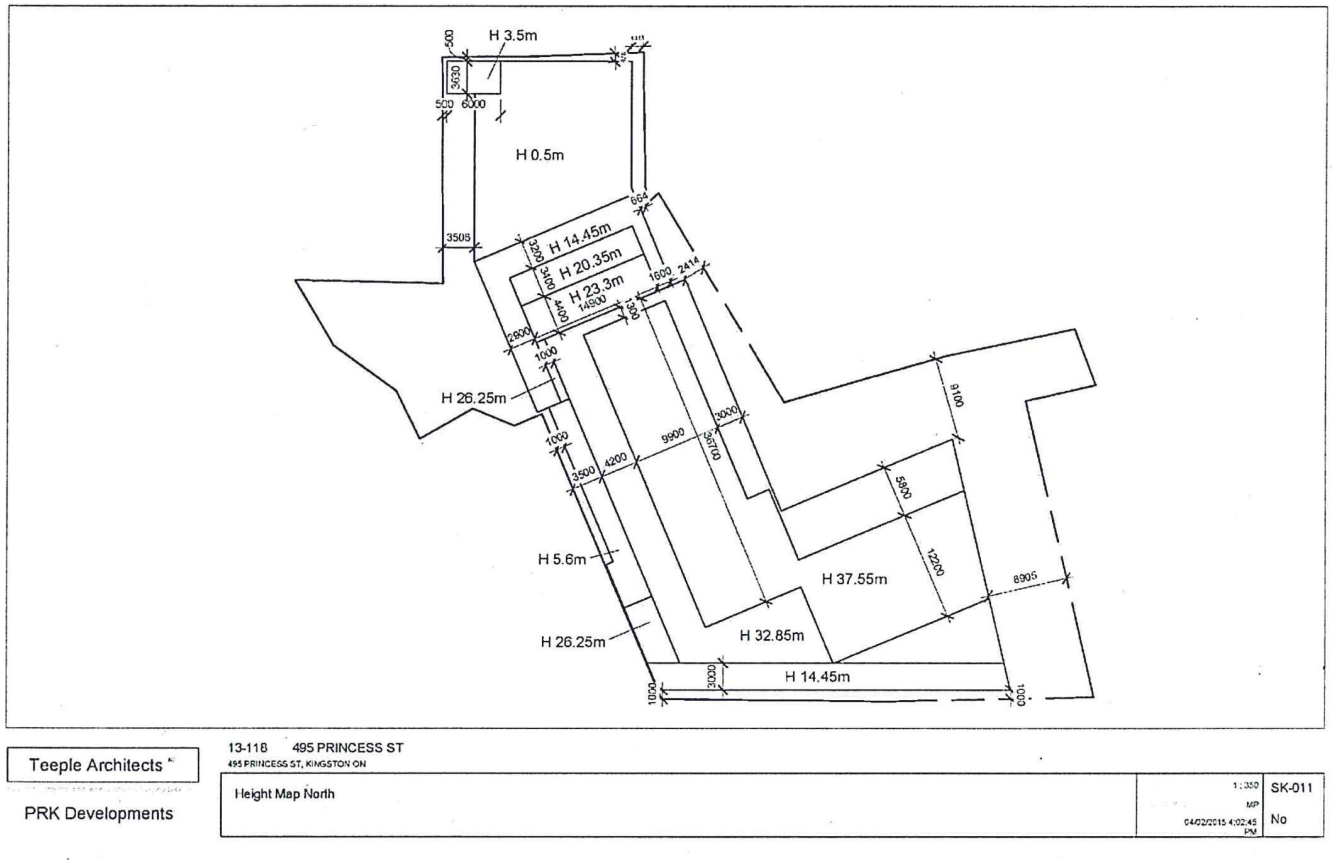 500
H 3.5m
3630
500
6000
H 0.5m
664
3506
3200
H 14.45m
3400
H 20.35m
4400
H 23.3m
14900
1600
2414
1300
2900
1000
H 26.25m
1000
3500
4200
9900
36700
3000
9100
5800
12200
8905
H 5.6m
H 37.55m
H 26.25m
H 32.85m
H 14.45m
3000
1000
1000
Teeple Architects
PRK Developments
13-118 495 PRINCESS ST
495 PRINCESS ST, KINGSTON ON
Height Map North
1 : 350
MP
04/02/2015 4:02:45
PM
SK-011
No